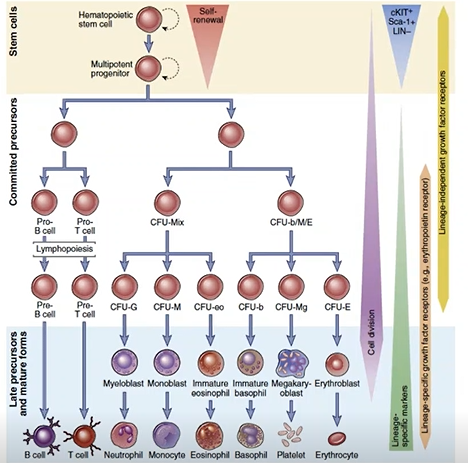 Stem cells
Hematopoietic
stem cell
Self-
renewal
cKIT+
Sca-1+
LIN–
Multipotent
progenitor
Committed precursors
Pro-
B cell
Pro-
T cell
CFU-Mix
CFU-b/M/E
Lymphopoiesis
Pre-
B cell
Pre-
T cell
CFU-G
CFU-M
CFU-eo
CFU-b
CFU-Mg
CFU-E
Late precursors
and mature forms
Myeloblast
Monoblast
Immature
eosinophil
Immature
basophil
Megakary-
oblast
Erythroblast
B cell
T cell
Neutrophil
Monocyte
Eosinophil
Basophil
Platelet
Erythrocyte
Cell division
Lineage-
specific markers
Lineage-specific growth factor receptors (e.g., erythropoietin receptor)
Lineage-independent growth factor receptors